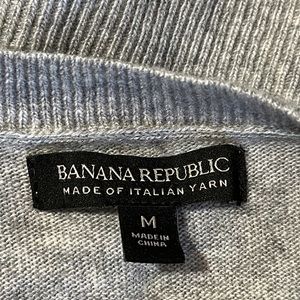 BANANA REPUBLIC
MADE OF ITALIAN YARN
M
MADE IN
CHINA